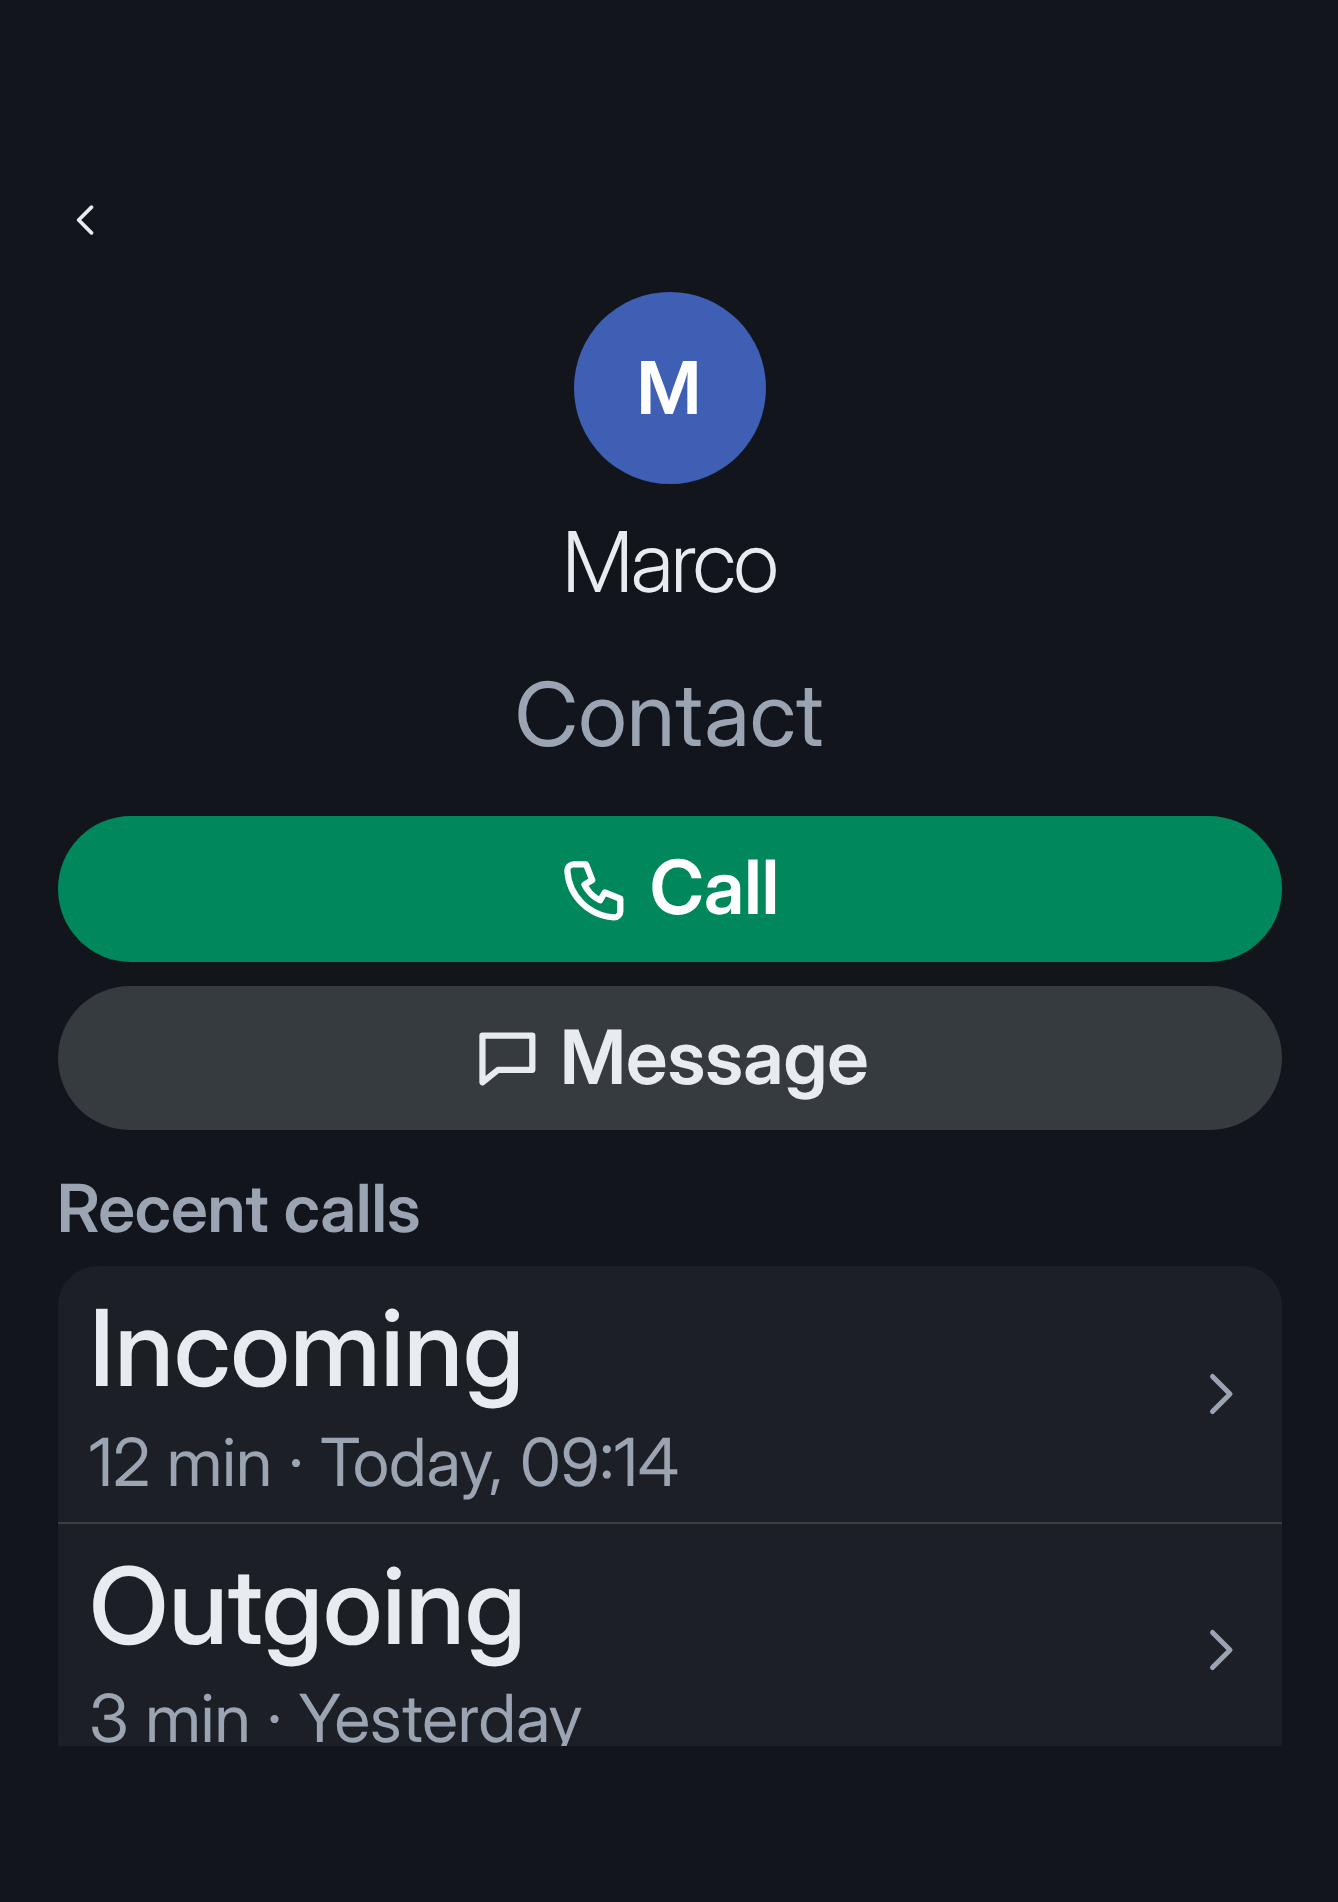 M
Marco
Contact
Call
Message
Recent calls
Incoming
12 min · Today, 09:14
Outgoing
3 min · Yesterday